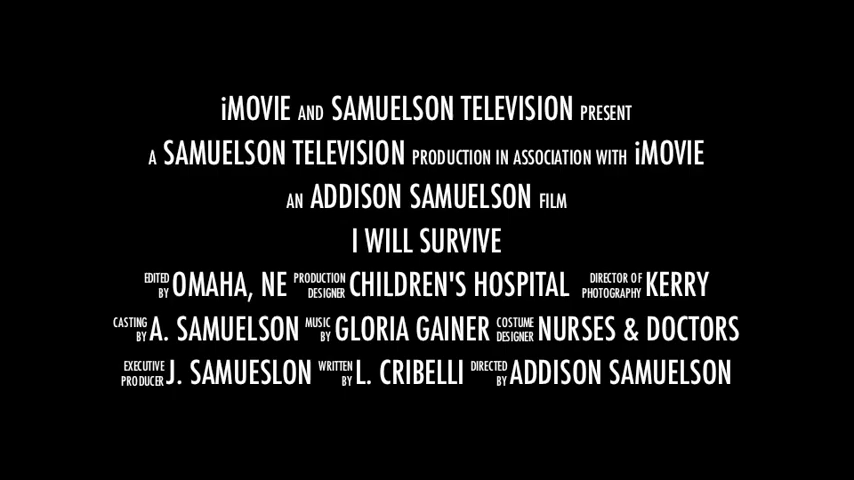 iMOVIE AND SAMUELSON TELEVISION PRESENT
A SAMUELSON TELEVISION PRODUCTION IN ASSOCIATION WITH iMOVIE
AN ADDISON SAMUELSON FILM
I WILL SURVIVE
EDITED BY OMAHA, NE PRODUCTION DESIGNER CHILDREN'S HOSPITAL DIRECTOR OF PHOTOGRAPHY KERRY
CASTING BY A. SAMUELSON MUSIC BY GLORIA GAINER COSTUME DESIGNER NURSES & DOCTORS
EXECUTIVE PRODUCER J. SAMUESLON WRITTEN BY L. CRIBELLI DIRECTED BY ADDISON SAMUELSON